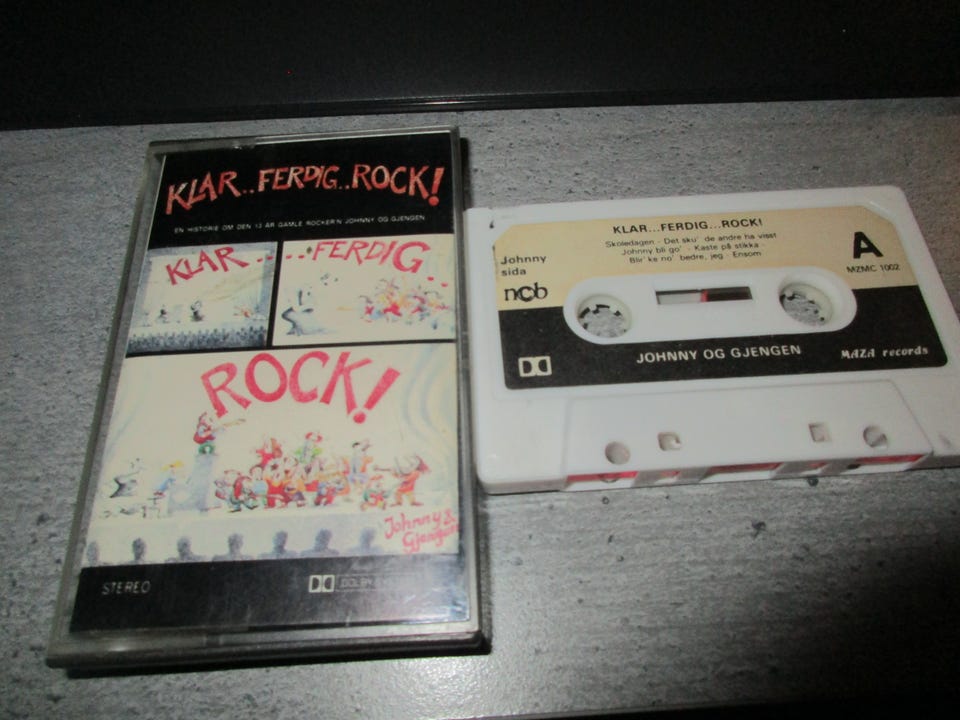 KLAR..FERDIG..ROCK!
EN HISTORIE OM DEN 13 ÅR GAMLE ROCKER'N JOHNNY OG GJENGEN
KLAR.....FERDIG.
ROCK!
Johnny &
Gjengen
STEREO
DOLBY
KLAR...FERDIG...ROCK!
Skoledagen · Det sku' de andre ha visst
Johnny bli go' · Kaste på stikka ·
Blir' ke no' bedre, jeg · Ensom
Johnny
sida
A
MZMC 1002
ncb
JOHNNY OG GJENGEN
MAZA records